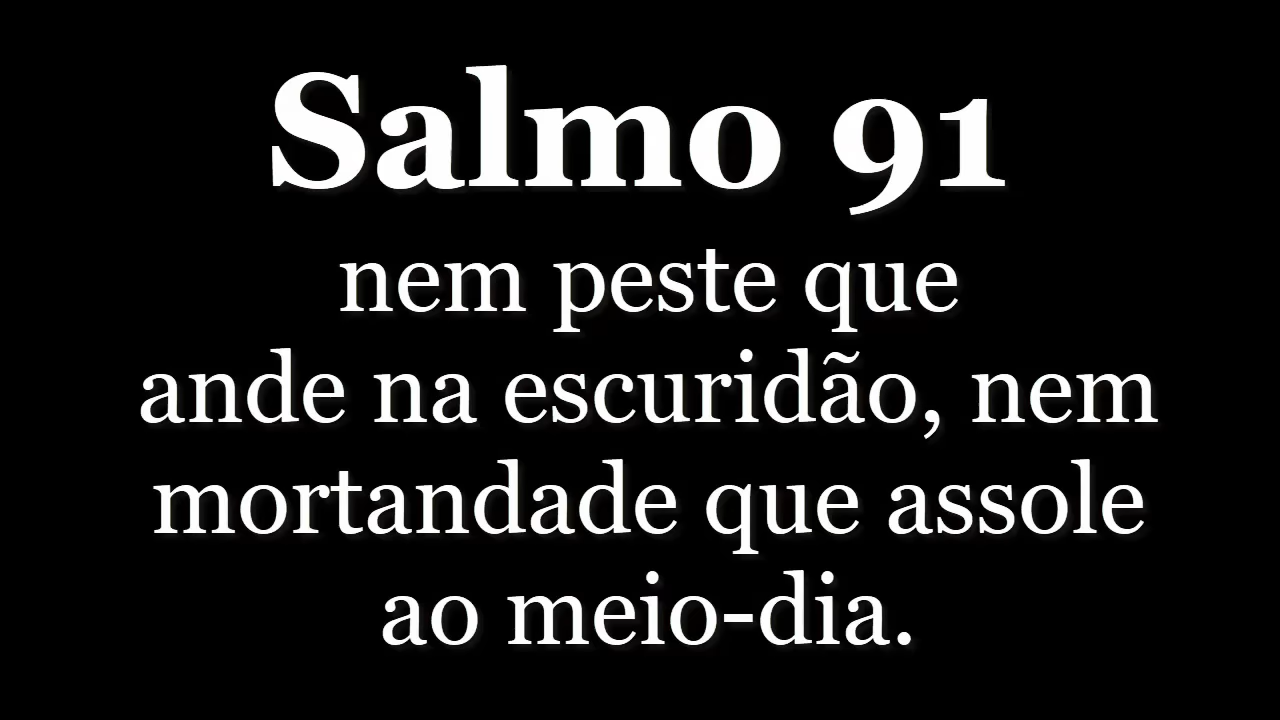 Salmo 91
nem peste que
ande na escuridão, nem
mortandade que assole
ao meio-dia.